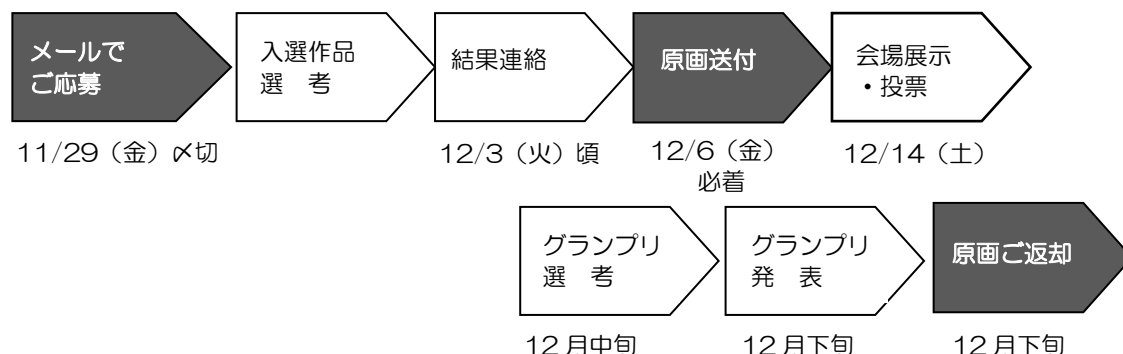 メールで
ご応募
入選作品
選　考
結果連絡
原画送付
会場展示
・投票
11/29（金）〆切
12/3（火）頃
12/6（金）
必着
12/14（土）
グランプリ
選　考
グランプリ
発　表
原画ご返却
12月中旬
12月下旬
12月下旬